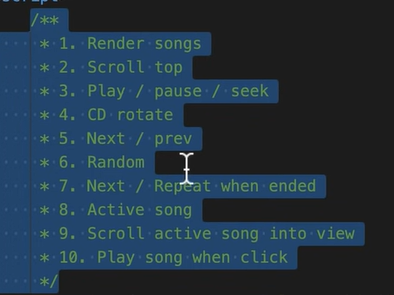 /**
* 1. Render songs
* 2. Scroll top
* 3. Play / pause / seek
* 4. CD rotate
* 5. Next / prev
* 6. Random
* 7. Next / Repeat when ended
* 8. Active song
* 9. Scroll active song into view
* 10. Play song when click
*/